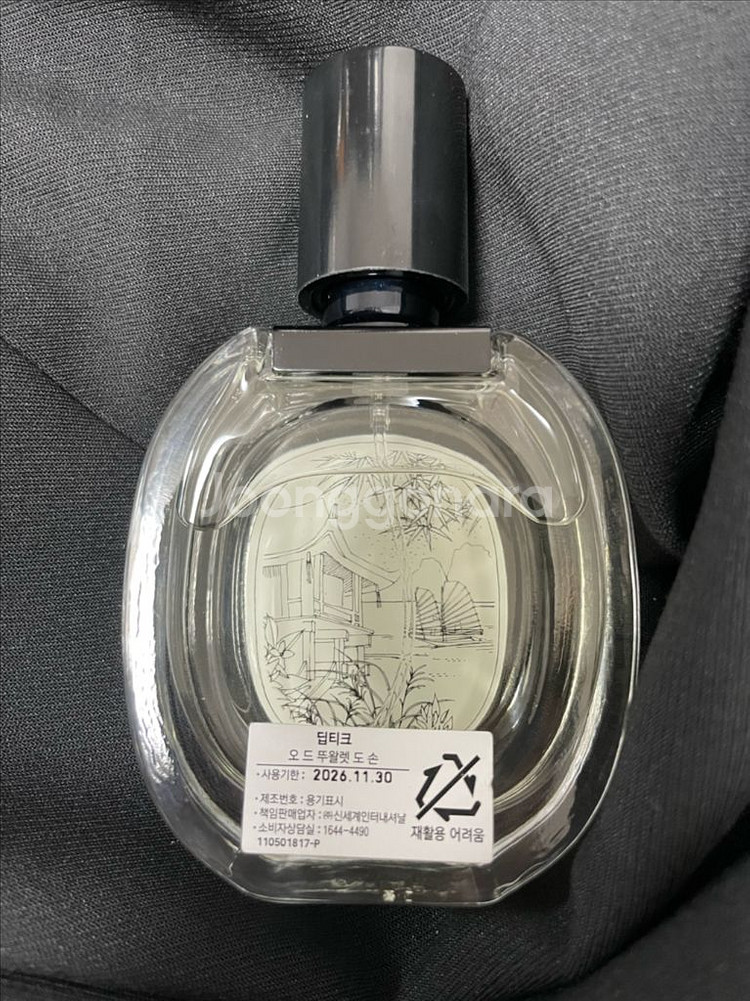 Joonggonara
딥티크
오 드 뚜왈렛 도 손
•사용기한 : 2026.11.30
•제조번호 : 용기표시
•책임판매업자 : ㈜신세계인터내셔날
•소비자상담실 : 1644-4490
110501817-P
재활용 어려움